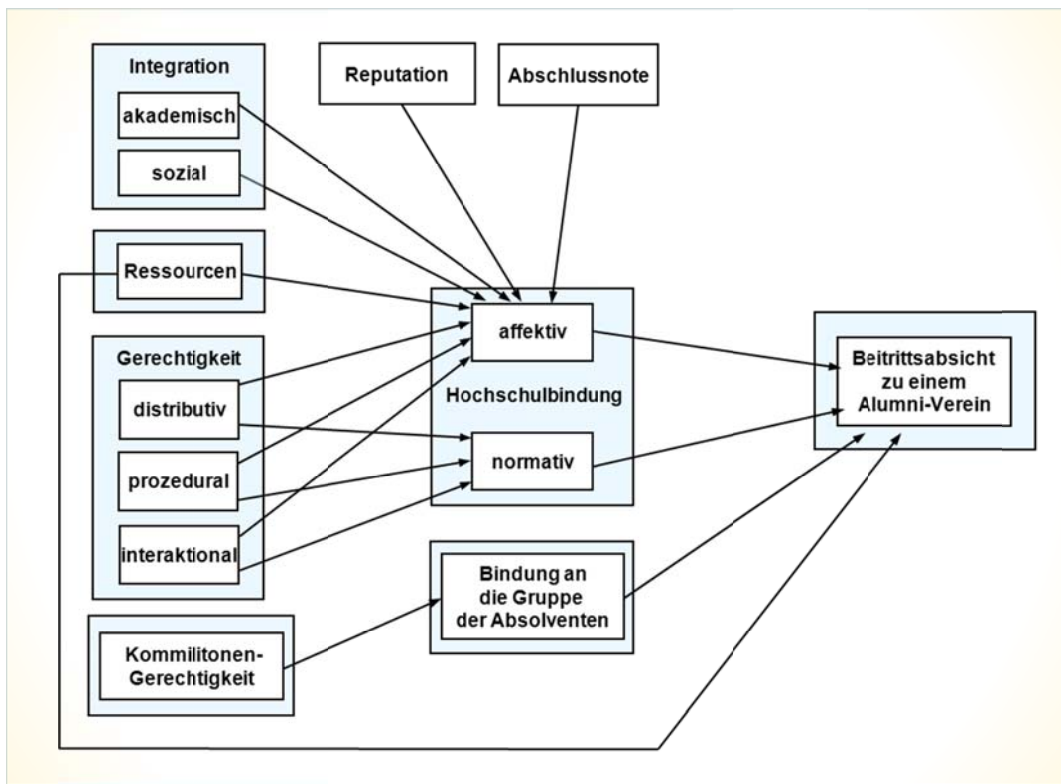 Integration
akademisch
sozial
Reputation
Abschlussnote
Ressourcen
Gerechtigkeit
distributiv
prozedural
interaktional
Kommilitonen-
Gerechtigkeit
affektiv
Hochschulbindung
normativ
Bindung an
die Gruppe
der Absolventen
Beitrittsabsicht
zu einem
Alumni-Verein